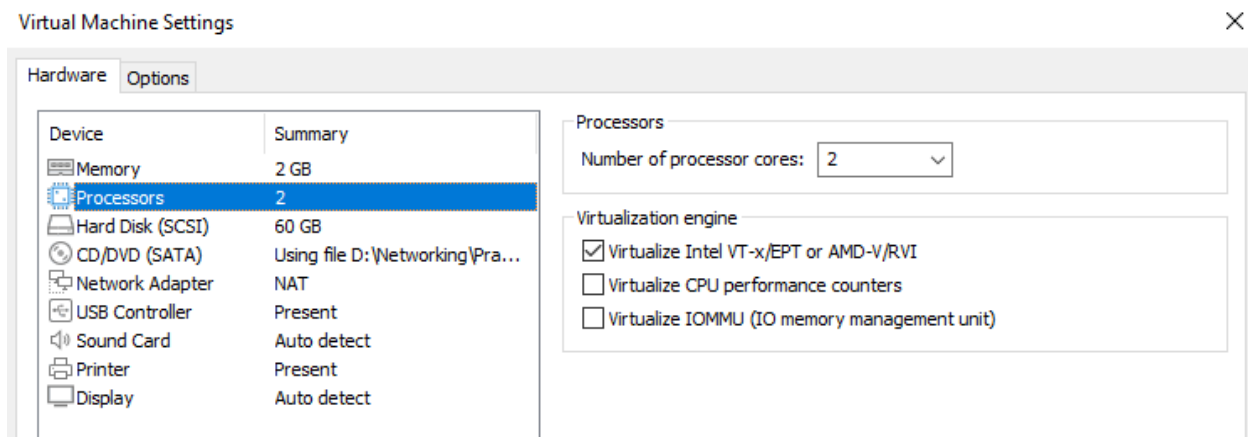 Virtual Machine Settings
Hardware Options
Device Summary
Memory 2 GB
Processors 2
Hard Disk (SCSI) 60 GB
CD/DVD (SATA) Using file D:\Networking\Pra...
Network Adapter NAT
USB Controller Present
Sound Card Auto detect
Printer Present
Display Auto detect
Processors
Number of processor cores: 2
Virtualization engine
Virtualize Intel VT-x/EPT or AMD-V/RVI
Virtualize CPU performance counters
Virtualize IOMMU (IO memory management unit)